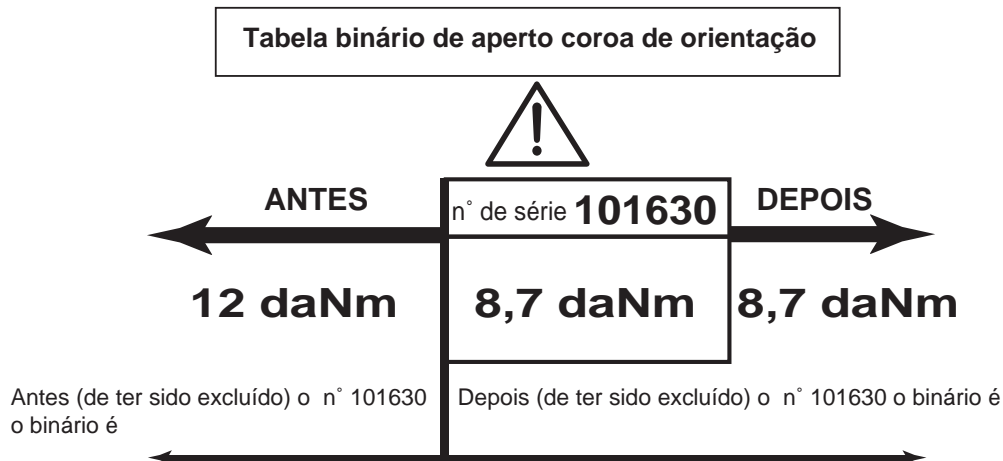 Tabela binário de aperto coroa de orientação
ANTES
n° de série 101630
DEPOIS
12 daNm
8,7 daNm
8,7 daNm
Antes (de ter sido excluído) o n° 101630
o binário é
Depois (de ter sido excluído) o n° 101630 o binário é